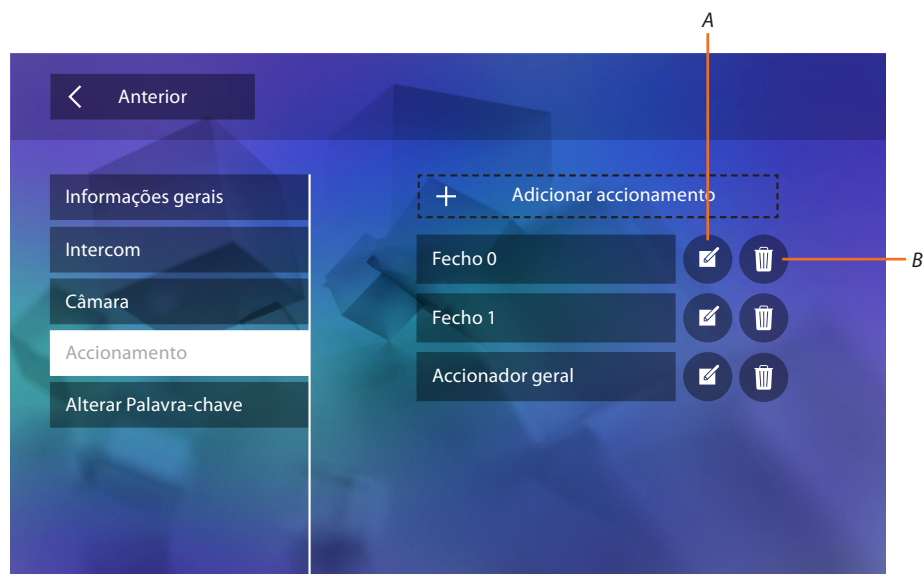 A
Anterior
Informações gerais
Adicionar accionamento
Intercom
Fecho 0
B
Câmara
Fecho 1
Accionamento
Accionador geral
Alterar Palavra-chave